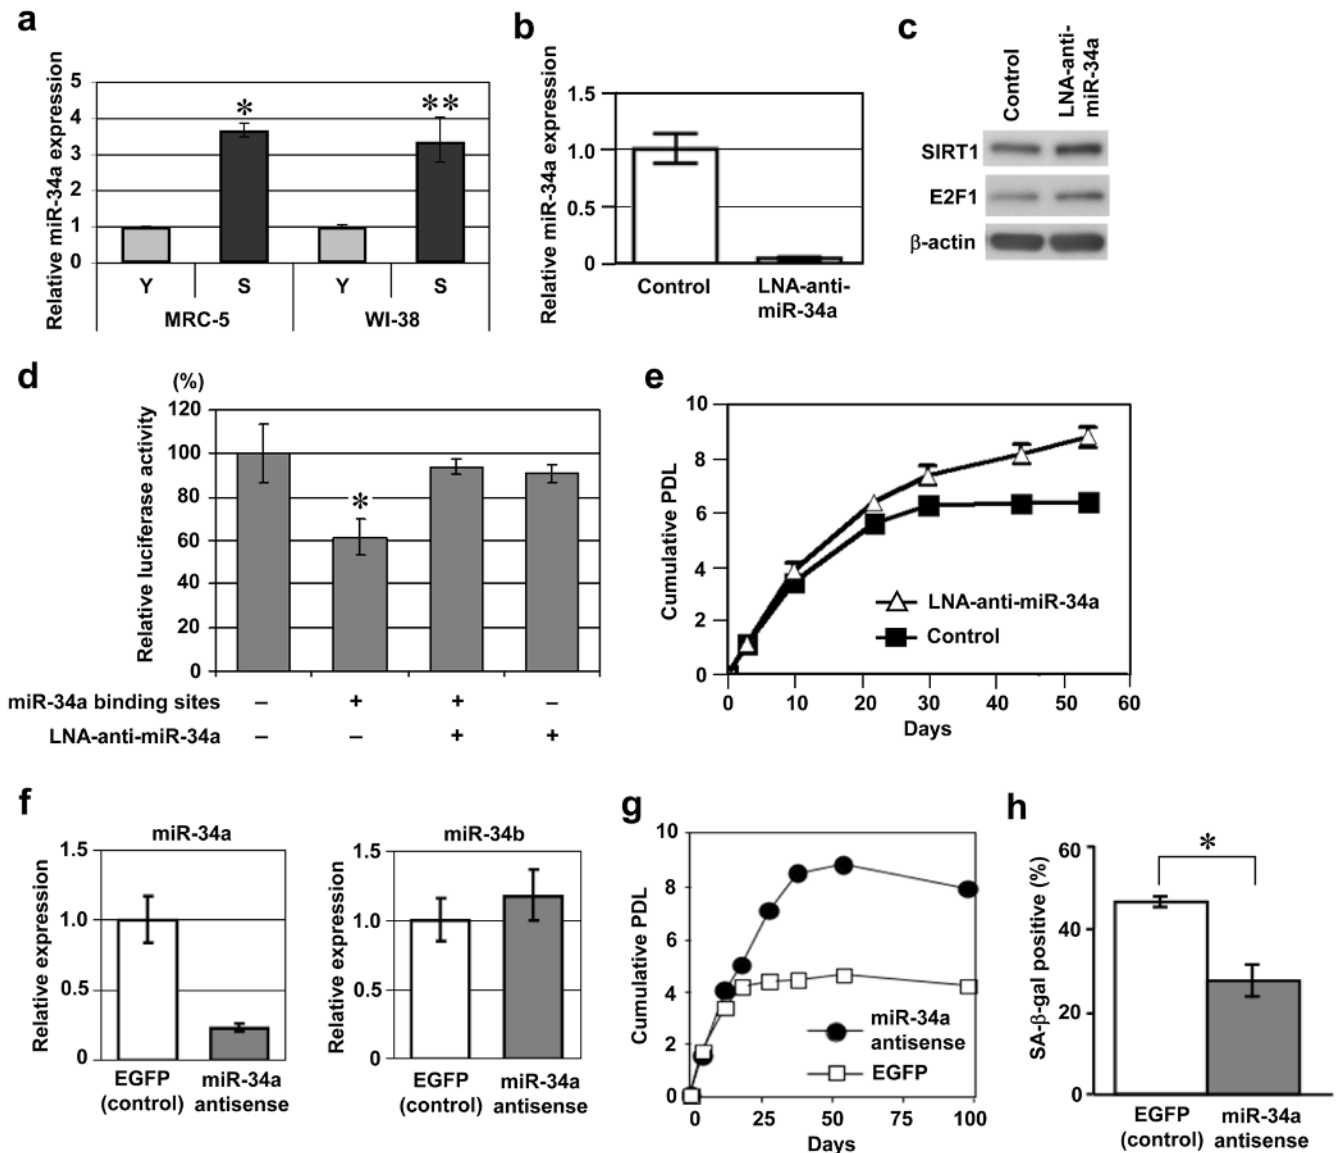 a
Relative miR-34a expression
5
4
3
2
1
0
*
**
Y
S
Y
S
MRC-5
WI-38
b
Relative miR-34a expression
1.5
1.0
0.5
0
Control
LNA-anti-
miR-34a
c
Control
LNA-anti-
miR-34a
SIRT1
E2F1
β-actin
d
(%)
Relative luciferase activity
120
100
80
60
40
20
0
*
miR-34a binding sites
– + + –
LNA-anti-miR-34a
– – + +
e
Cumulative PDL
10
8
6
4
2
0
LNA-anti-miR-34a
Control
0 10 20 30 40 50 60
Days
f
miR-34a
Relative expression
1.5
1.0
0.5
0
EGFP
(control)
miR-34a
antisense
miR-34b
Relative expression
1.5
1.0
0.5
0
EGFP
(control)
miR-34a
antisense
g
Cumulative PDL
10
8
6
4
2
0
miR-34a
antisense
EGFP
0 25 50 75 100
Days
h
SA-β-gal positive (%)
60
40
20
0
*
EGFP
(control)
miR-34a
antisense